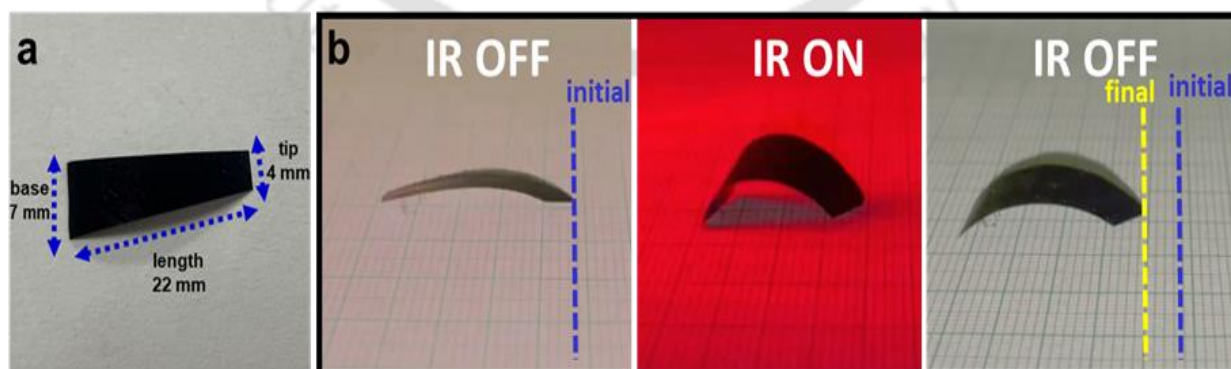 a
base
7 mm
tip
4 mm
length
22 mm
b
IR OFF
initial
IR ON
IR OFF
final
initial